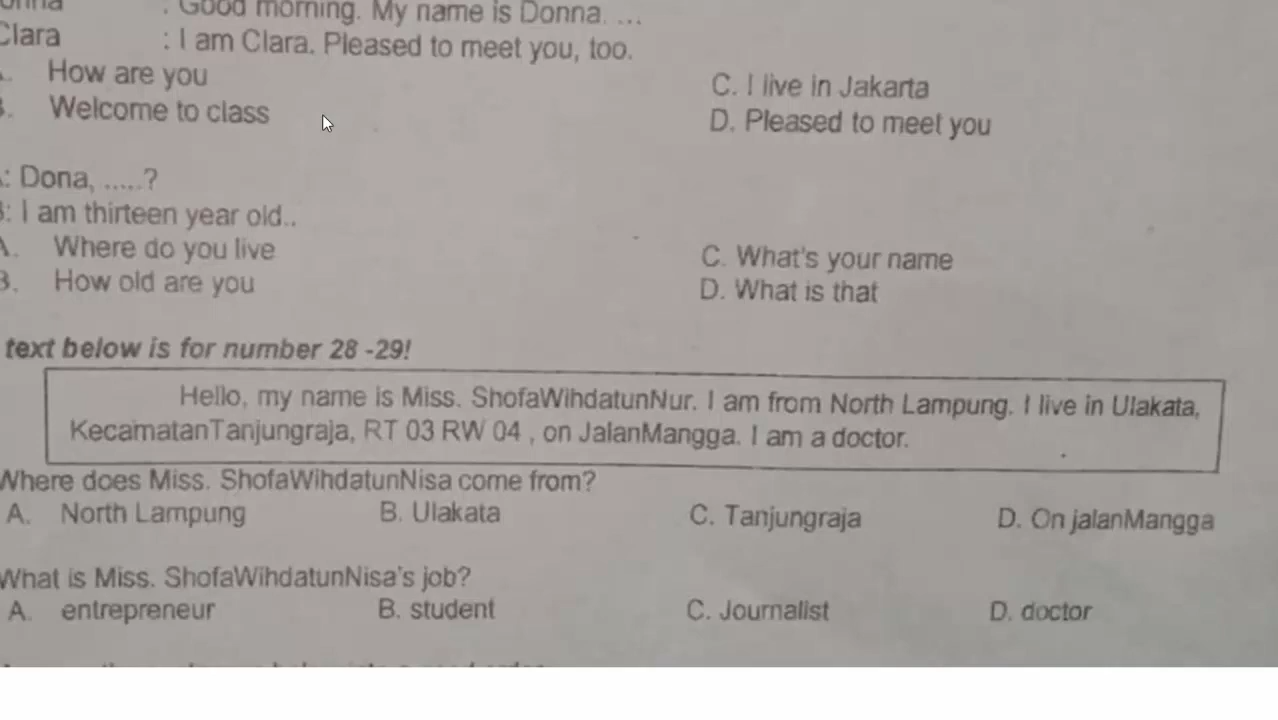 : Good morning. My name is Donna. ...
Clara : I am Clara. Pleased to meet you, too.
How are you C. I live in Jakarta
B. Welcome to class D. Pleased to meet you
A: Dona, .....?
B: I am thirteen year old..
A. Where do you live C. What's your name
B. How old are you D. What is that
text below is for number 28 -29!
Hello, my name is Miss. ShofaWihdatunNur. I am from North Lampung. I live in Ulakata,
KecamatanTanjungraja, RT 03 RW 04 , on JalanMangga. I am a doctor.
Where does Miss. ShofaWihdatunNisa come from?
A. North Lampung B. Ulakata C. Tanjungraja D. On jalanMangga
What is Miss. ShofaWihdatunNisa's job?
A. entrepreneur B. student C. Journalist D. doctor